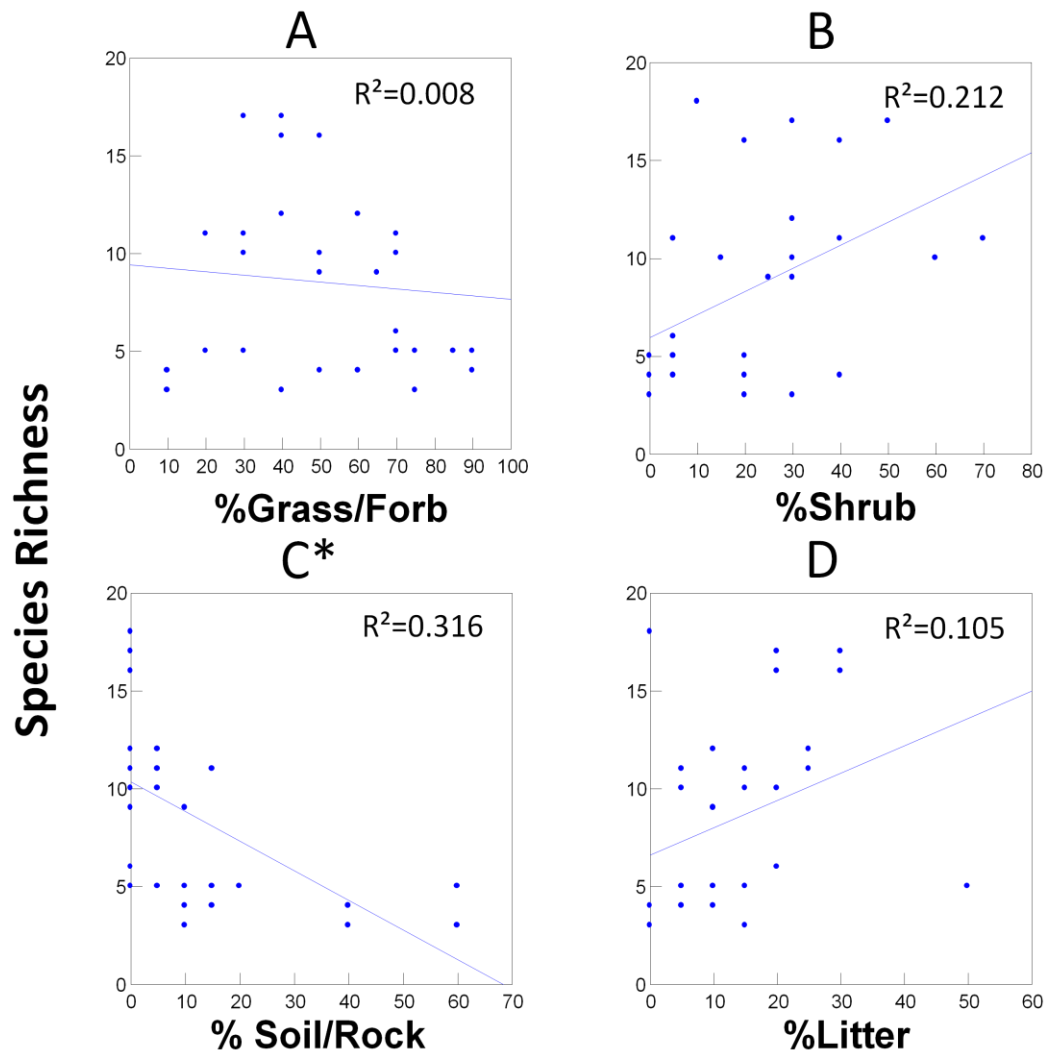 Species Richness
A
R²=0.008
20
15
10
5
0
0 10 20 30 40 50 60 70 80 90 100
%Grass/Forb
B
R²=0.212
20
15
10
5
0
0 10 20 30 40 50 60 70 80
%Shrub
C*
R²=0.316
20
15
10
5
0
0 10 20 30 40 50 60 70
% Soil/Rock
D
R²=0.105
20
15
10
5
0
0 10 20 30 40 50 60
%Litter